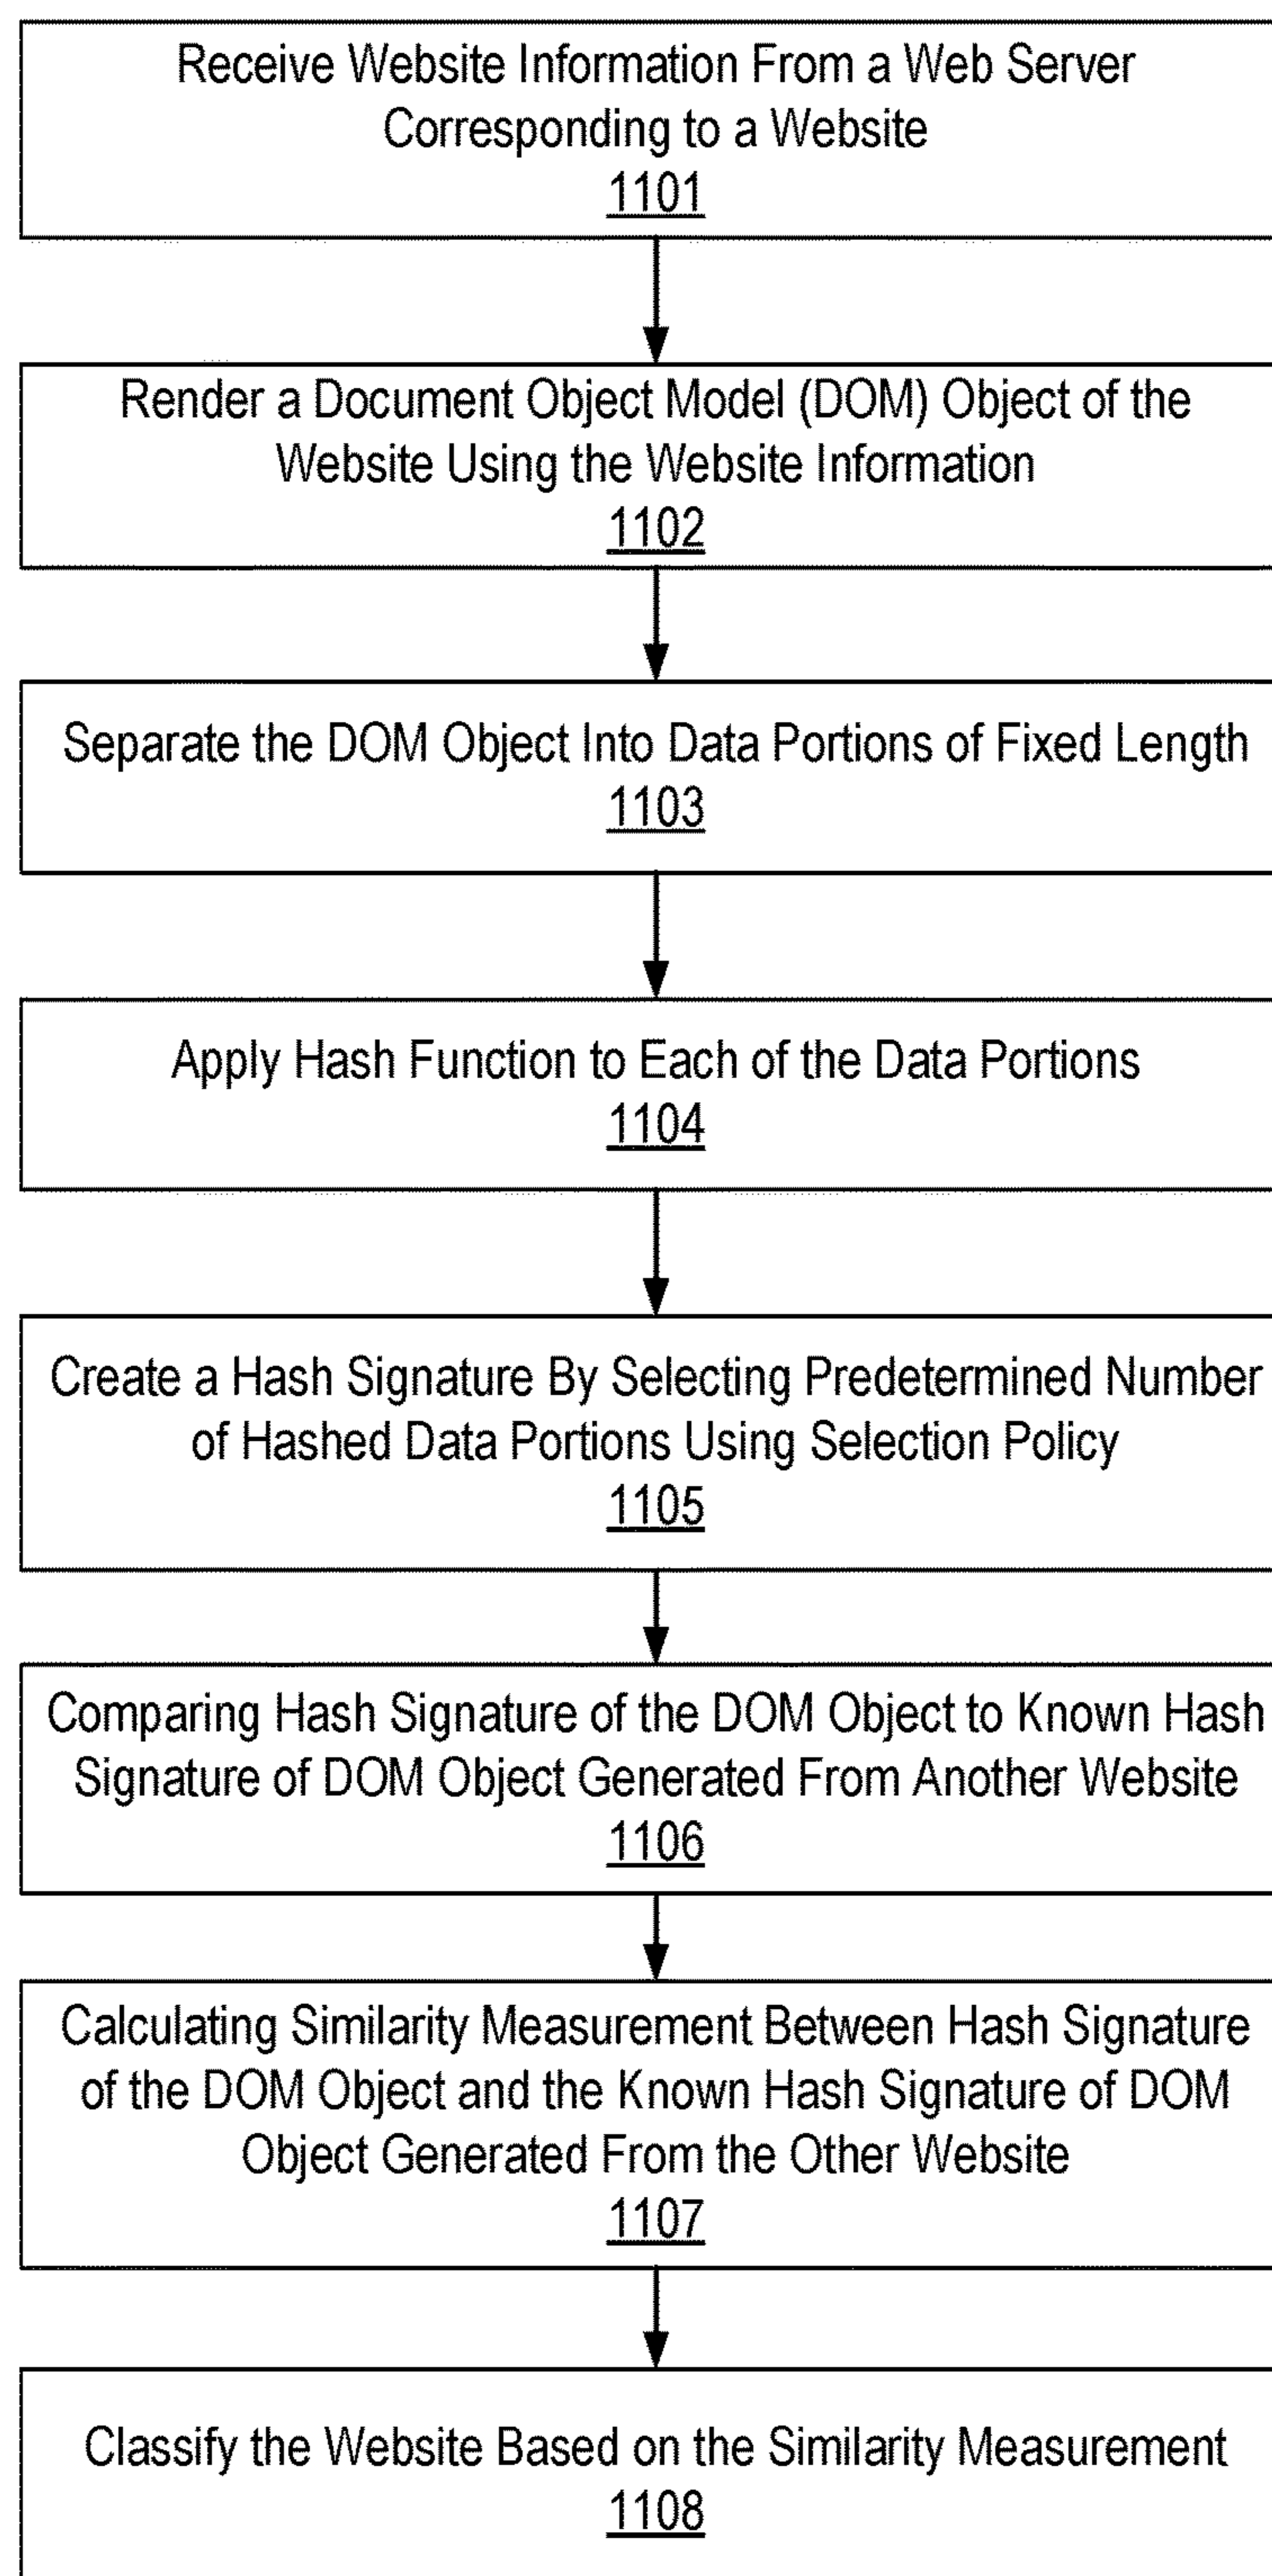 Receive Website Information From a Web Server
Corresponding to a Website
1101
Render a Document Object Model (DOM) Object of the
Website Using the Website Information
1102
Separate the DOM Object Into Data Portions of Fixed Length
1103
Apply Hash Function to Each of the Data Portions
1104
Create a Hash Signature By Selecting Predetermined Number
of Hashed Data Portions Using Selection Policy
1105
Comparing Hash Signature of the DOM Object to Known Hash
Signature of DOM Object Generated From Another Website
1106
Calculating Similarity Measurement Between Hash Signature
of the DOM Object and the Known Hash Signature of DOM
Object Generated From the Other Website
1107
Classify the Website Based on the Similarity Measurement
1108